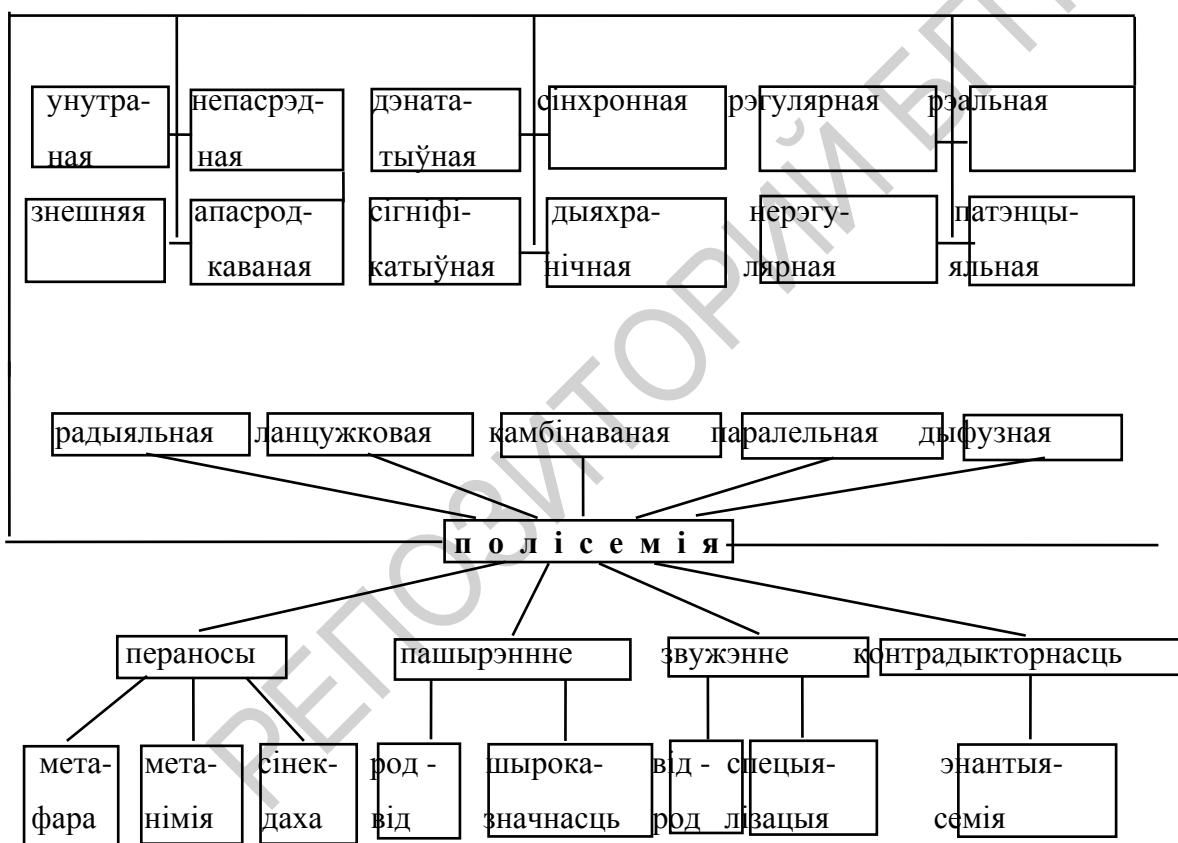 унутра- непасрэд- дэната- сінхронная рэгулярная рэальная
ная ная тыўная
знешняя апасрод- сігніфі- дыяхра- нерэгу- патэнцы-
каваная катыўная нічная лярная яльная
радыяльная ланцужковая камбінаваная паралельная дыфузная
п о л і с е м і я
пераносы пашырэннне звужэнне контрадыкторнасць
мета- мета- сінек- род - шырока- від - спецыя- энантыя-
фара німія даха від значнасць род лізацыя семія
РЕПОЗИТОРИЙ БГП